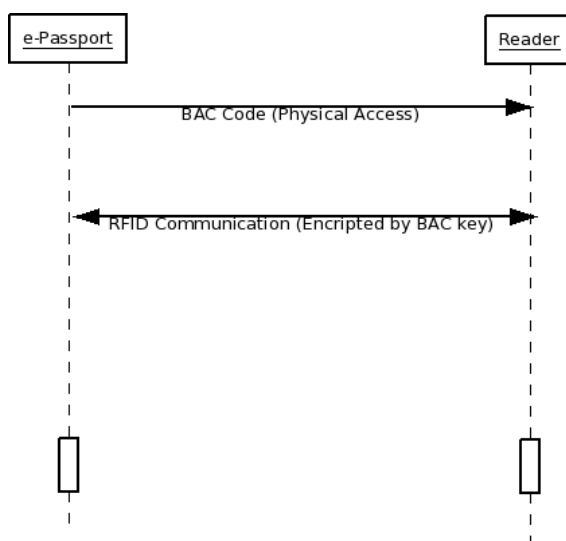 e-Passport
Reader
BAC Code (Physical Access)
RFID Communication (Encripted by BAC key)